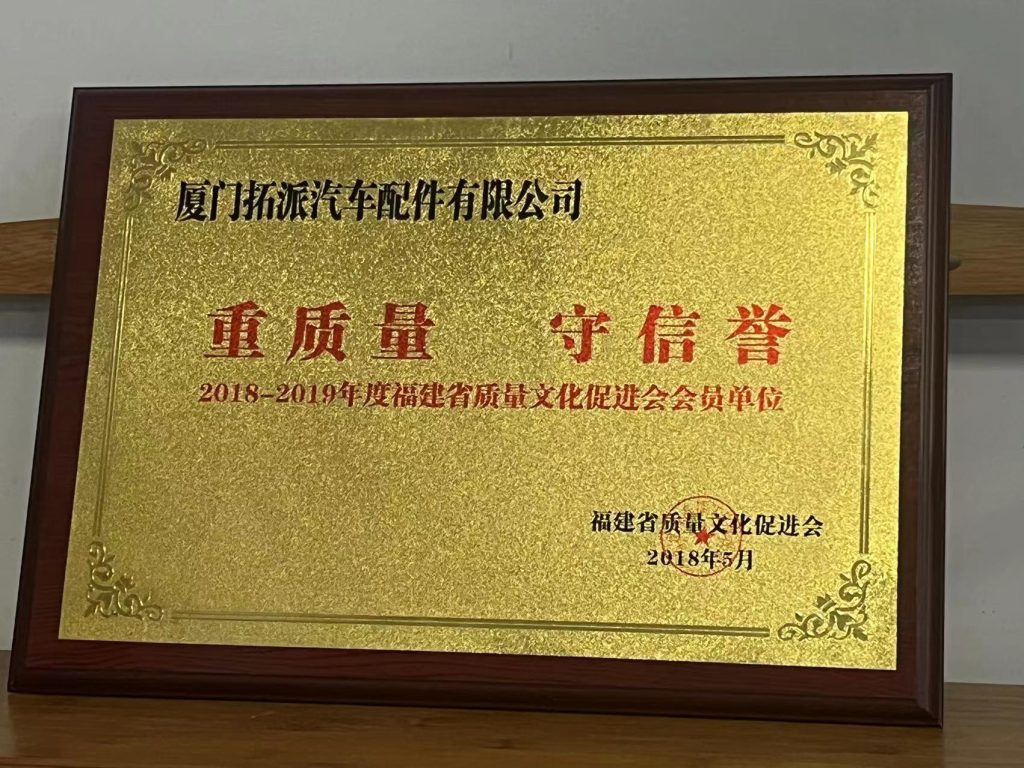 厦门拓派汽车配件有限公司
重质量 守信誉
2018-2019年度福建省质量文化促进会会员单位
福建省质量文化促进会
2018年5月